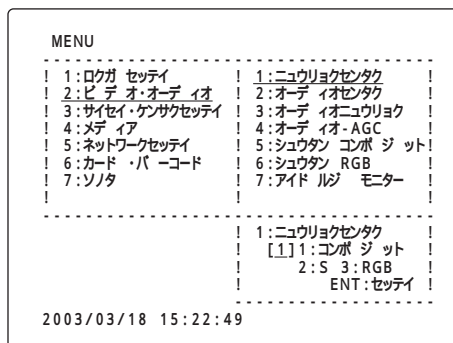 MENU
! 1:ロクガ セッテイ ! 1:ニュウリョクセンタク !
! 2:ビデオ・オーディオ ! 2:オーディオセンタク !
! 3:サイセイ・ケンサクセッテイ ! 3:オーディオニュウリョク !
! 4:メディア ! 4:オーディオ-AGC !
! 5:ネットワークセッテイ ! 5:シュウタン コンポジット!
! 6:カード・バーコード ! 6:シュウタン RGB !
! 7:ソノタ ! 7:アイドルジ モニター !
! ! !
! 1:ニュウリョクセンタク !
! [1]1:コンポジット !
! 2:S 3:RGB !
! ENT:セッテイ !
2003/03/18 15:22:49